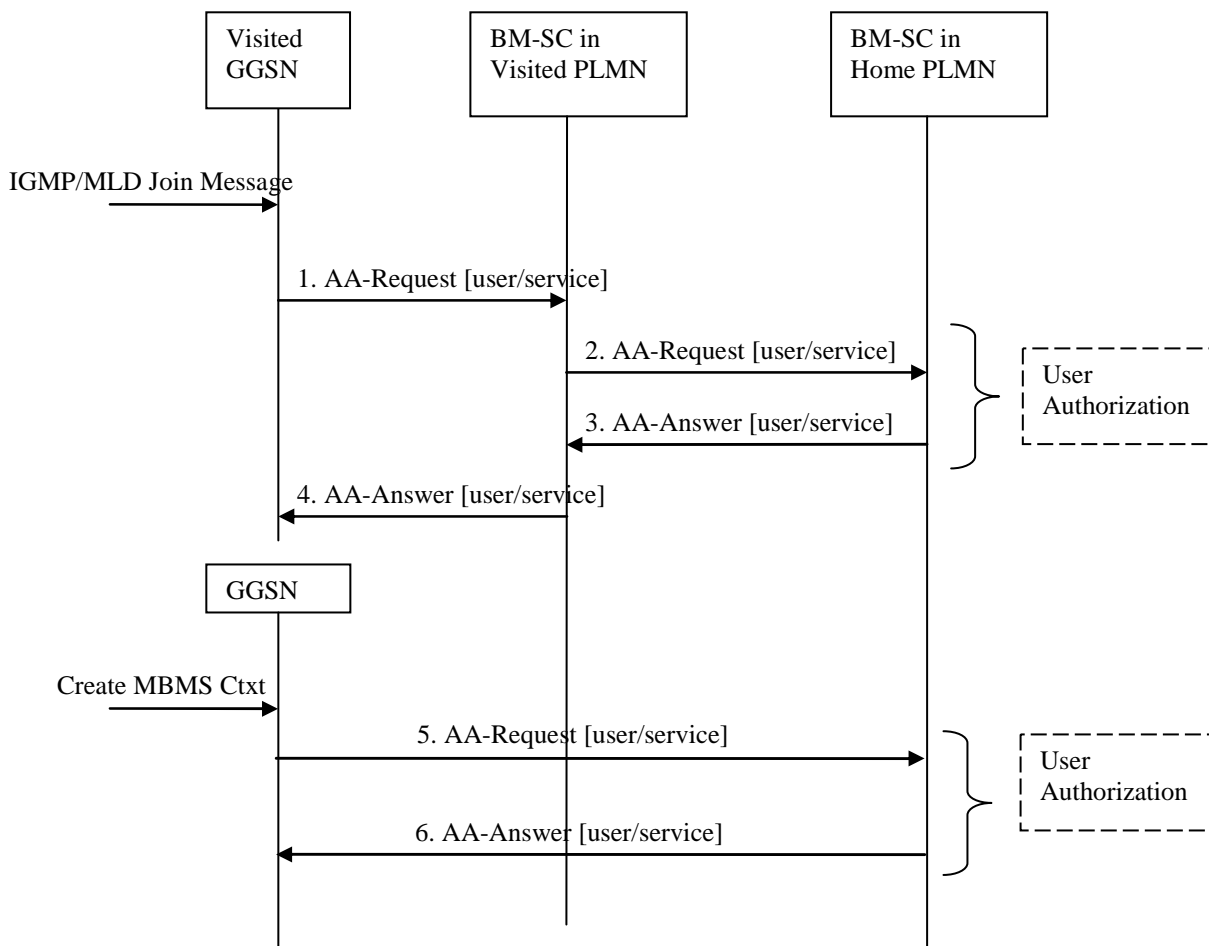 Visited
GGSN
BM-SC in
Visited PLMN
BM-SC in
Home PLMN
IGMP/MLD Join Message
1. AA-Request [user/service]
2. AA-Request [user/service]
User
Authorization
3. AA-Answer [user/service]
4. AA-Answer [user/service]
GGSN
Create MBMS Ctxt
5. AA-Request [user/service]
User
Authorization
6. AA-Answer [user/service]